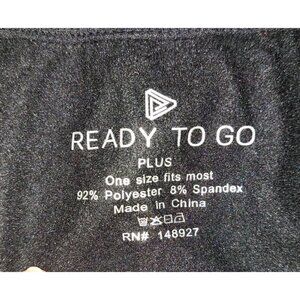 READY TO GO
PLUS
One size fits most
92% Polyester 8% Spandex
Made in China
RN# 148927